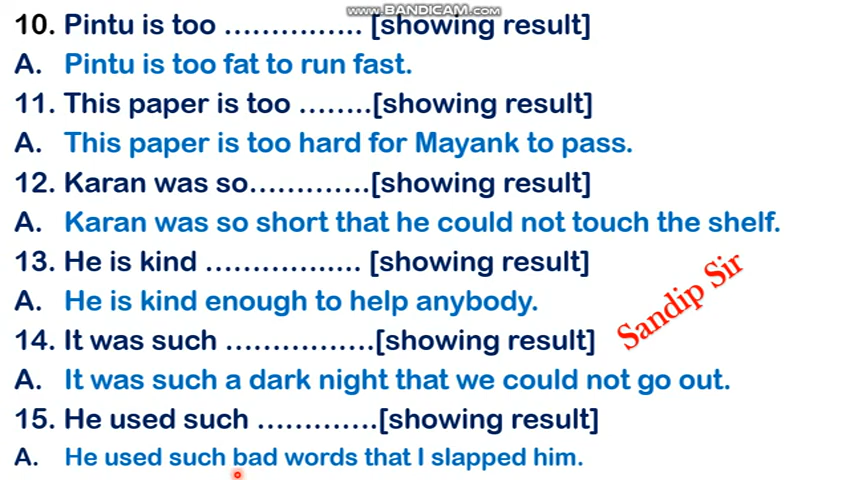 www.BANDICAM.com
10. Pintu is too .............. [showing result]
A. Pintu is too fat to run fast.
11. This paper is too ........[showing result]
A. This paper is too hard for Mayank to pass.
12. Karan was so.............[showing result]
A. Karan was so short that he could not touch the shelf.
13. He is kind ................ [showing result]
A. He is kind enough to help anybody.
Sandip Sir
14. It was such ................[showing result]
A. It was such a dark night that we could not go out.
15. He used such .............[showing result]
A. He used such bad words that I slapped him.